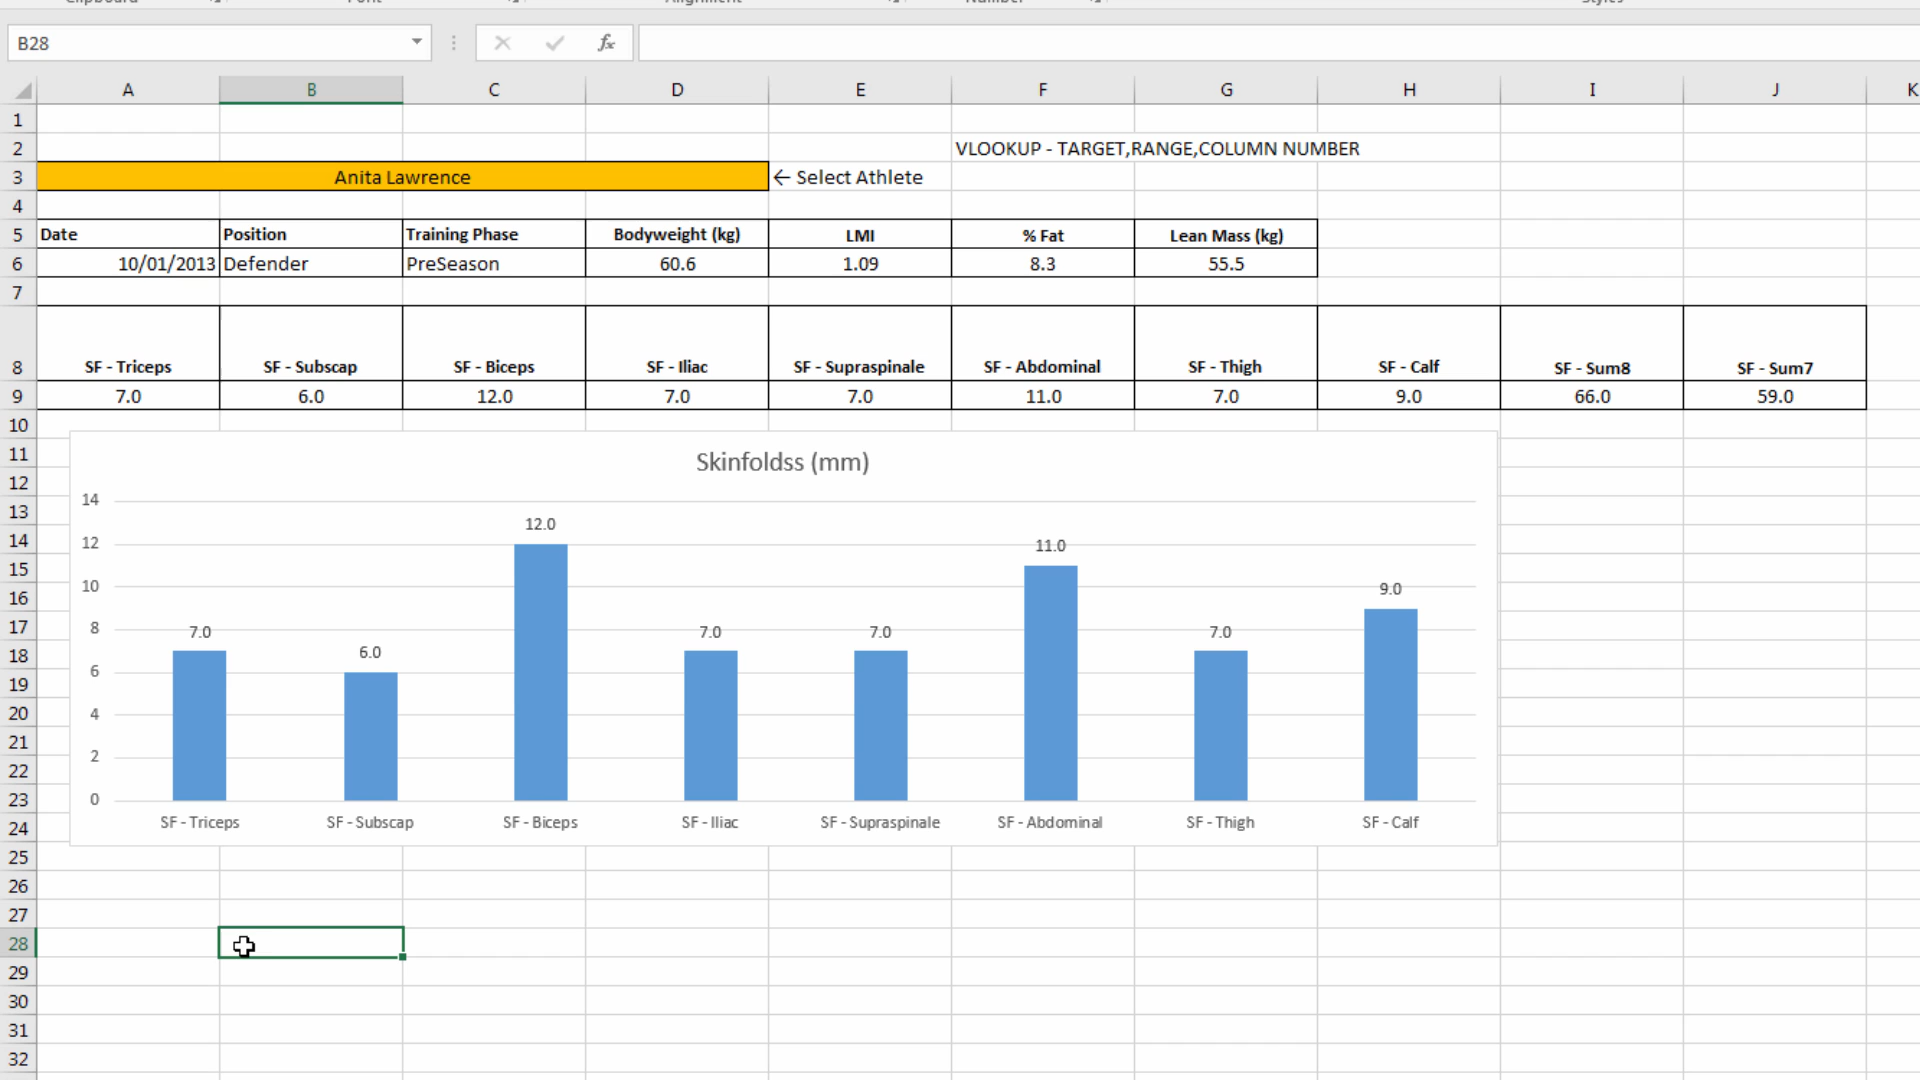 Clipboard Font Alignment Number Styles
B28 fx
A B C D E F G H I J K
1
2 VLOOKUP - TARGET,RANGE,COLUMN NUMBER
3 Anita Lawrence ← Select Athlete
4
5 Date Position Training Phase Bodyweight (kg) LMI % Fat Lean Mass (kg)
6 10/01/2013 Defender PreSeason 60.6 1.09 8.3 55.5
7
8 SF - Triceps SF - Subscap SF - Biceps SF - Iliac SF - Supraspinale SF - Abdominal SF - Thigh SF - Calf SF - Sum8 SF - Sum7
9 7.0 6.0 12.0 7.0 7.0 11.0 7.0 9.0 66.0 59.0
10
11 Skinfoldss (mm)
12
13 14
14 12.0
12 11.0
15
16 10 9.0
17 8 7.0 7.0 7.0 7.0
18 6.0
19 6
20 4
21
22 2
23 0
24 SF - Triceps SF - Subscap SF - Biceps SF - Iliac SF - Supraspinale SF - Abdominal SF - Thigh SF - Calf
25
26
27
28
29
30
31
32